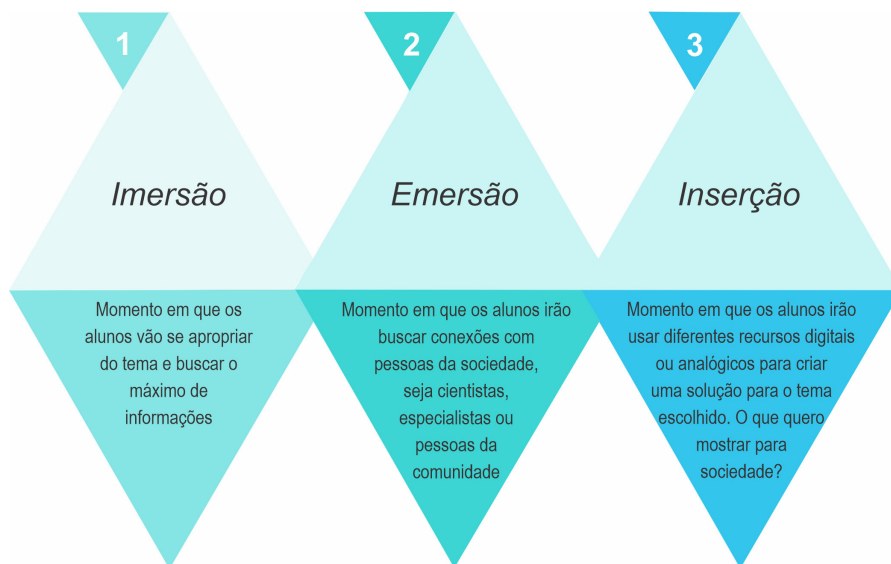 1
Imersão
Momento em que os
alunos vão se apropriar
do tema e buscar o
máximo de
informações
2
Emersão
Momento em que os alunos irão
buscar conexões com
pessoas da sociedade,
seja cientistas,
especialistas ou
pessoas da
comunidade
3
Inserção
Momento em que os alunos irão
usar diferentes recursos digitais
ou analógicos para criar
uma solução para o tema
escolhido. O que quero
mostrar para
sociedade?